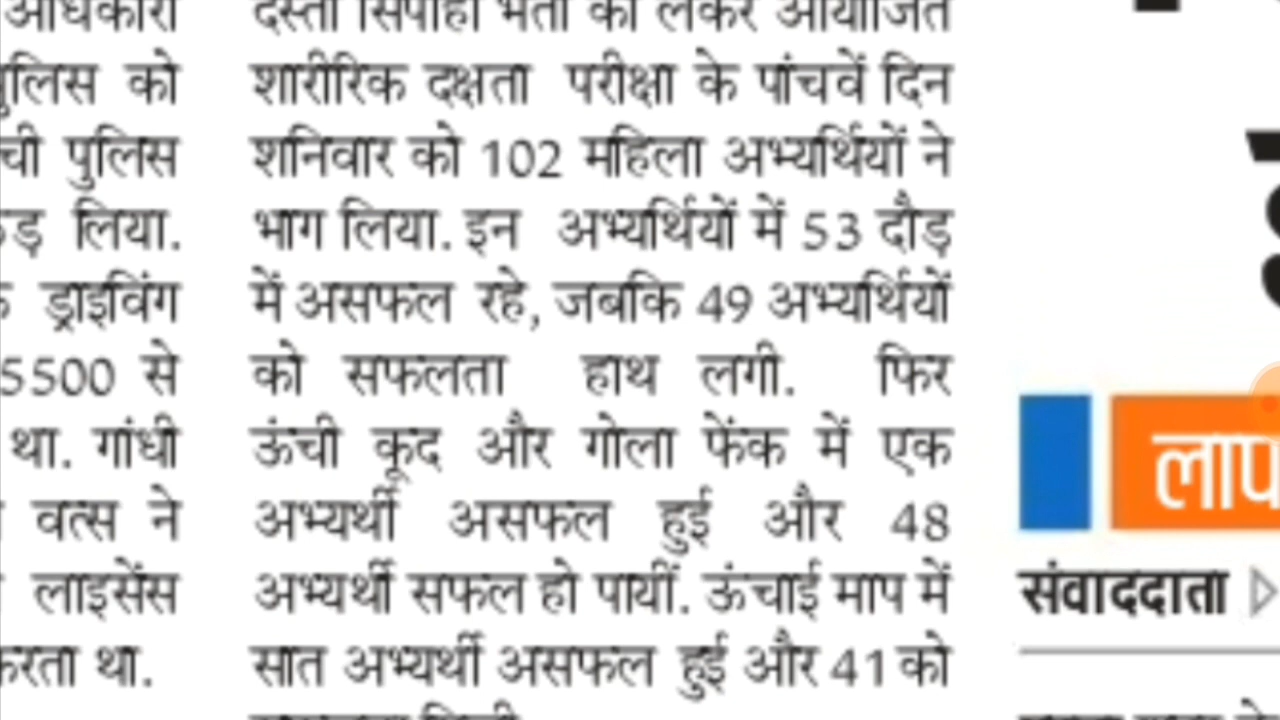 पुलिस को
ची पुलिस
लिया.
ड्राइविंग
5500 से
था. गांधी
वत्स ने
लाइसेंस
करता था.
दस्ता सिपाही भर्ती को लेकर आयोजित
शारीरिक दक्षता परीक्षा के पांचवें दिन
शनिवार को 102 महिला अभ्यर्थियों ने
भाग लिया. इन अभ्यर्थियों में 53 दौड़
में असफल रहे, जबकि 49 अभ्यर्थियों
को सफलता हाथ लगी. फिर
ऊंची कूद और गोला फेंक में एक
अभ्यर्थी असफल हुई और 48
अभ्यर्थी सफल हो पायीं. ऊंचाई माप में
सात अभ्यर्थी असफल हुई और 41 को
लाप
संवाददाता